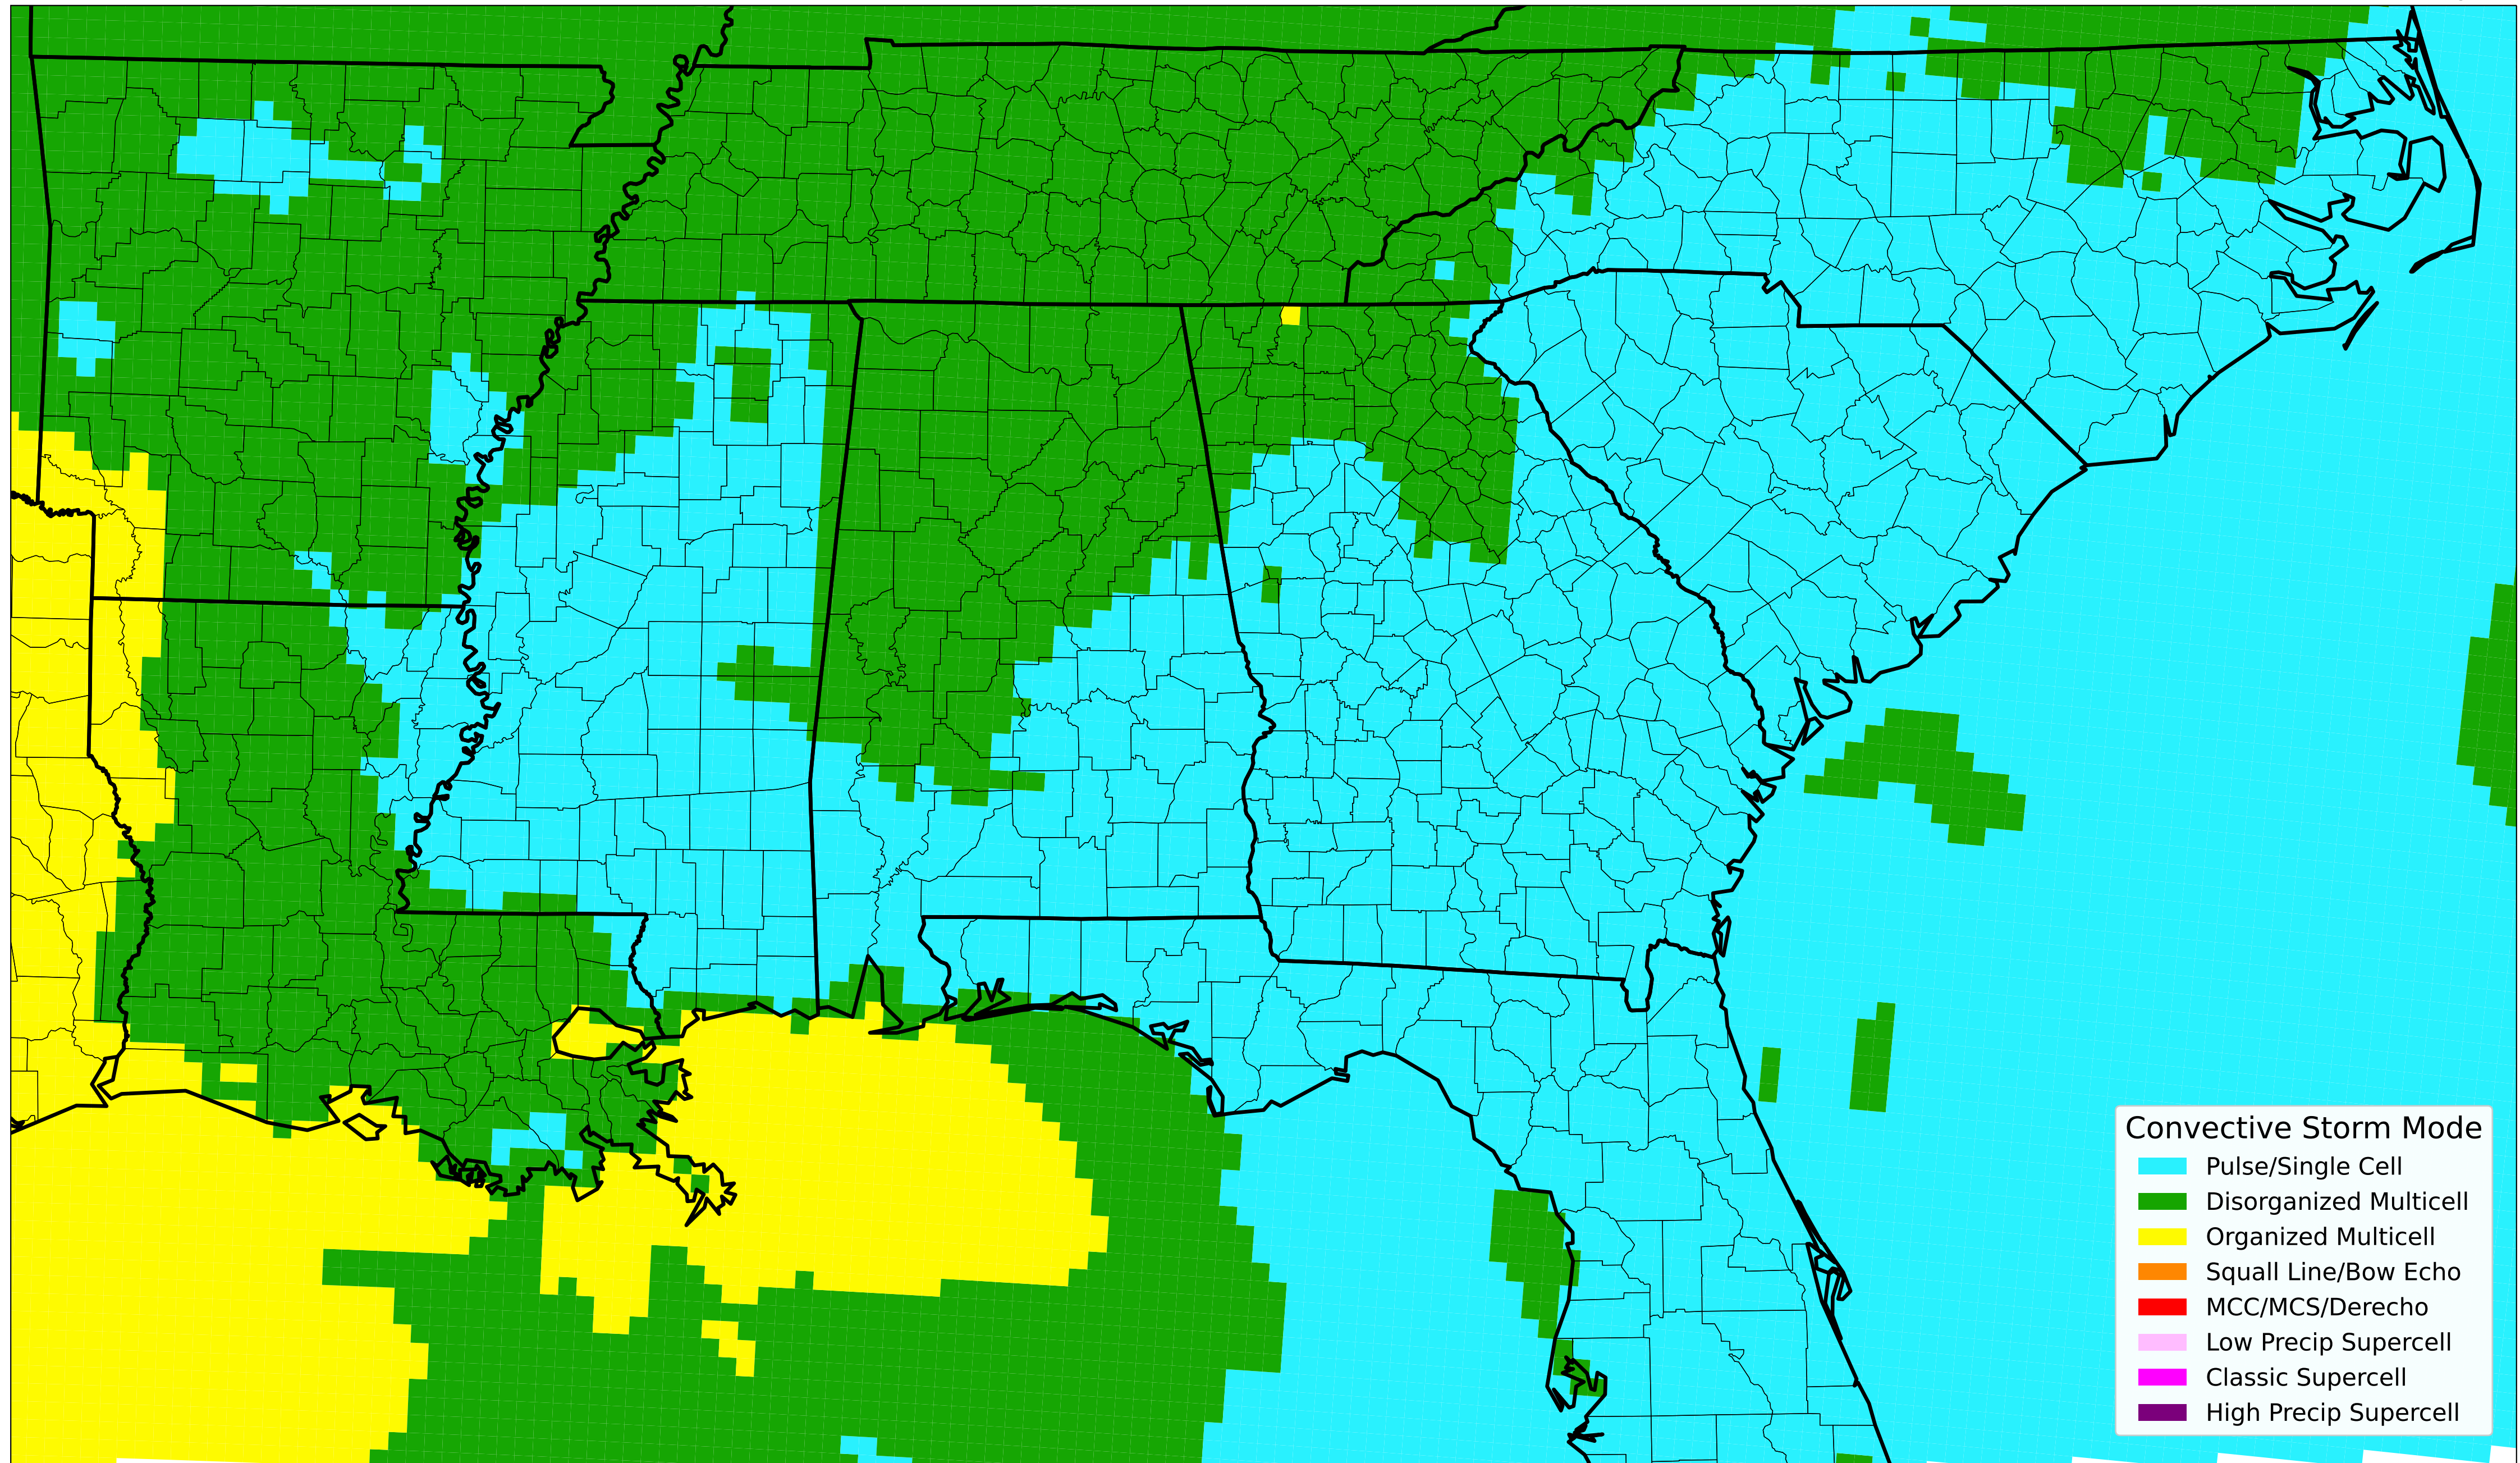 Convective Storm Mode
Pulse/Single Cell
Disorganized Multicell
Organized Multicell
Squall Line/Bow Echo
MCC/MCS/Derecho
Low Precip Supercell
Classic Supercell
High Precip Supercell